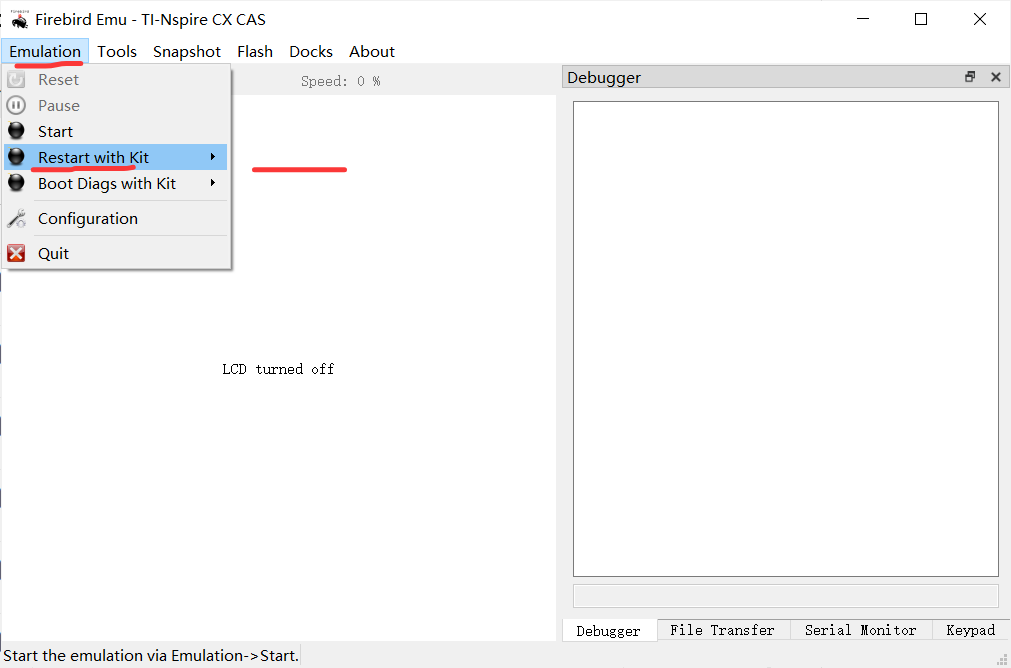 Firebird Emu - TI-Nspire CX CAS
Emulation Tools Snapshot Flash Docks About
Reset
Speed: 0 %
Pause
Start
Restart with Kit
Boot Diags with Kit
Configuration
Quit
LCD turned off
Debugger
Debugger File Transfer Serial Monitor Keypad
Start the emulation via Emulation->Start.